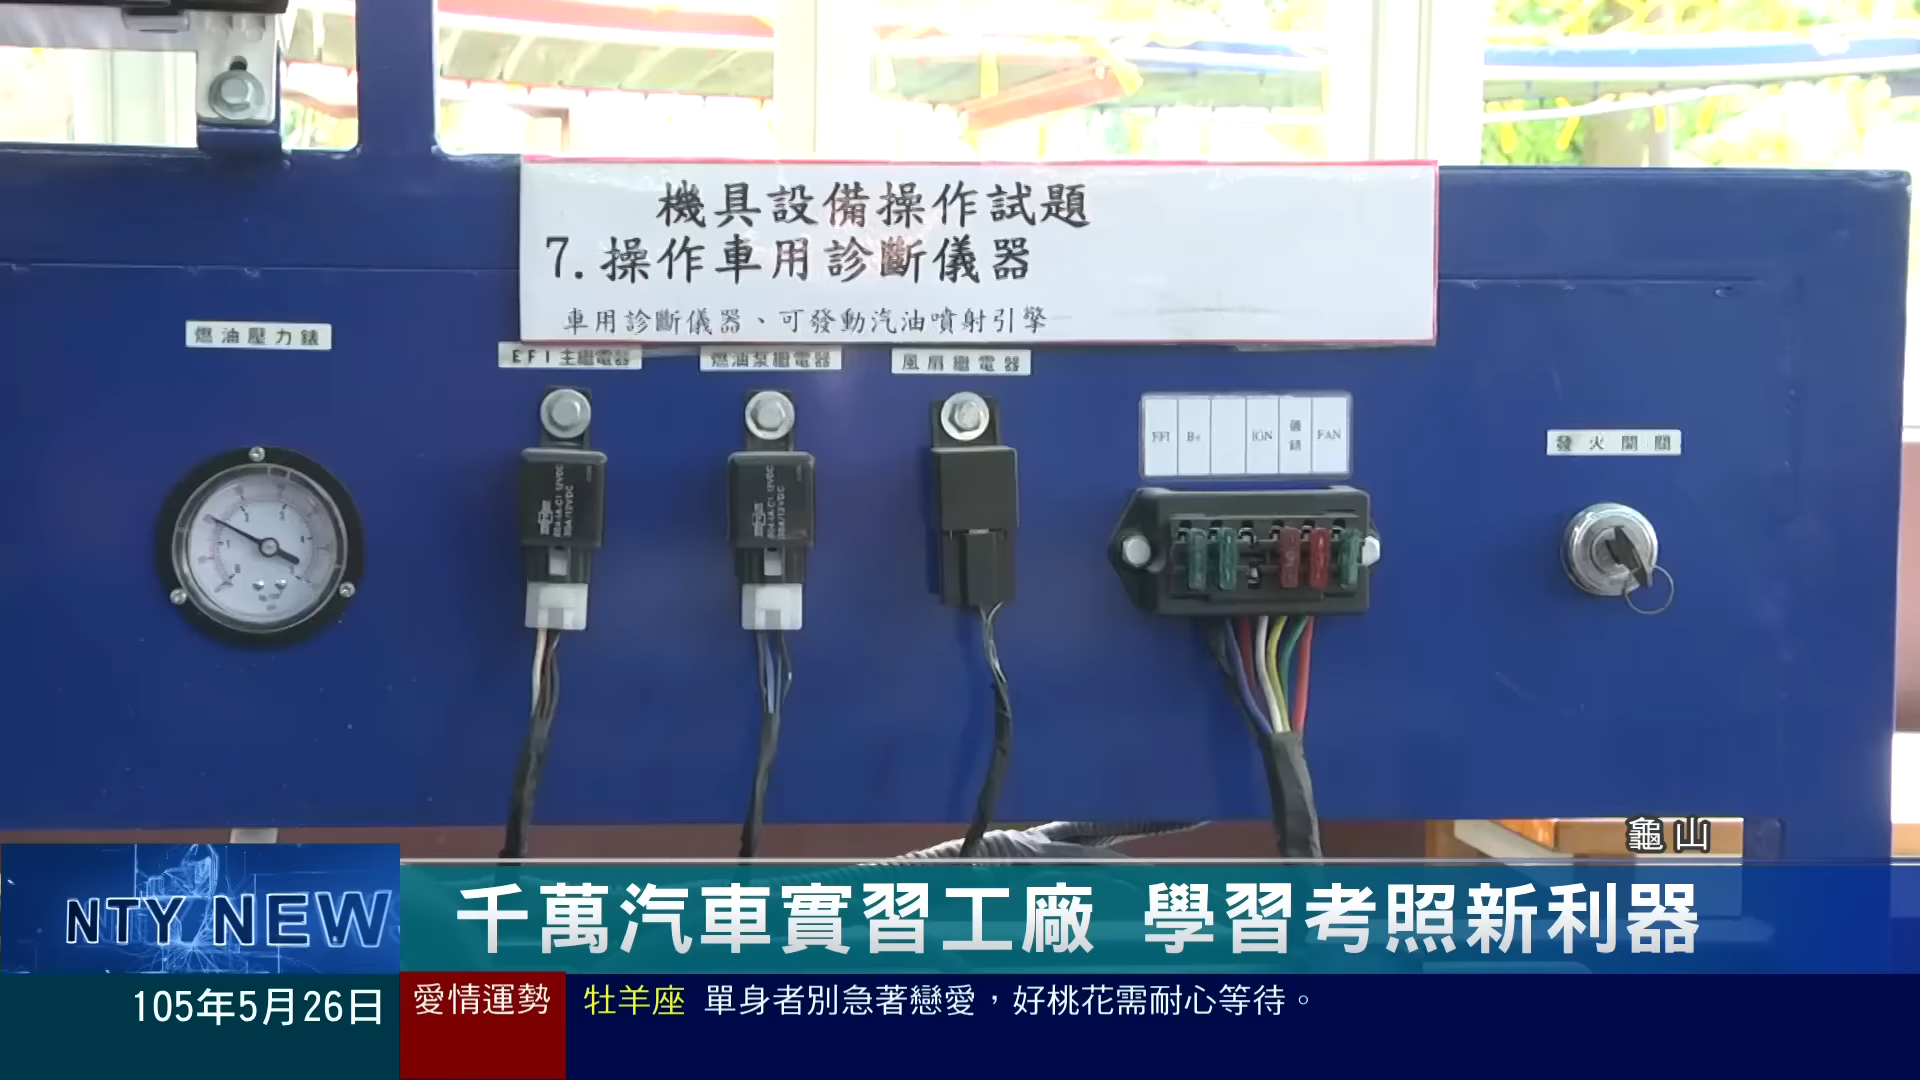 機具設備操作試題
7.操作車用診斷儀器
車用診斷儀器、可發動汽油噴射引擎
燃油壓力錶
EFI主繼電器
燃油泵繼電器
風扇繼電器
B+
IGN
儀錶
FAN
發火開關
龜山
NTY NEW
千萬汽車實習工廠 學習考照新利器
105年5月26日
愛情運勢
牡羊座 單身者別急著戀愛，好桃花需耐心等待。